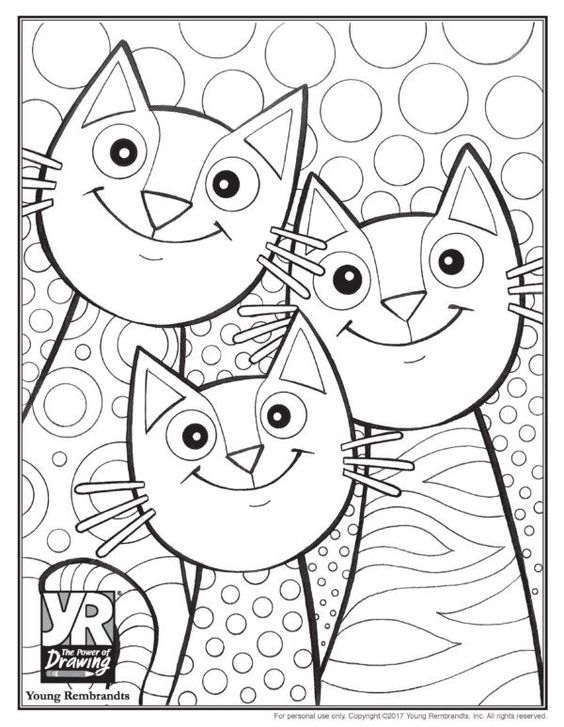 YR®
The Power of
Drawing
Young Rembrandts
For personal use only. Copyright ©2017 Young Rembrandts, Inc. All rights reserved.